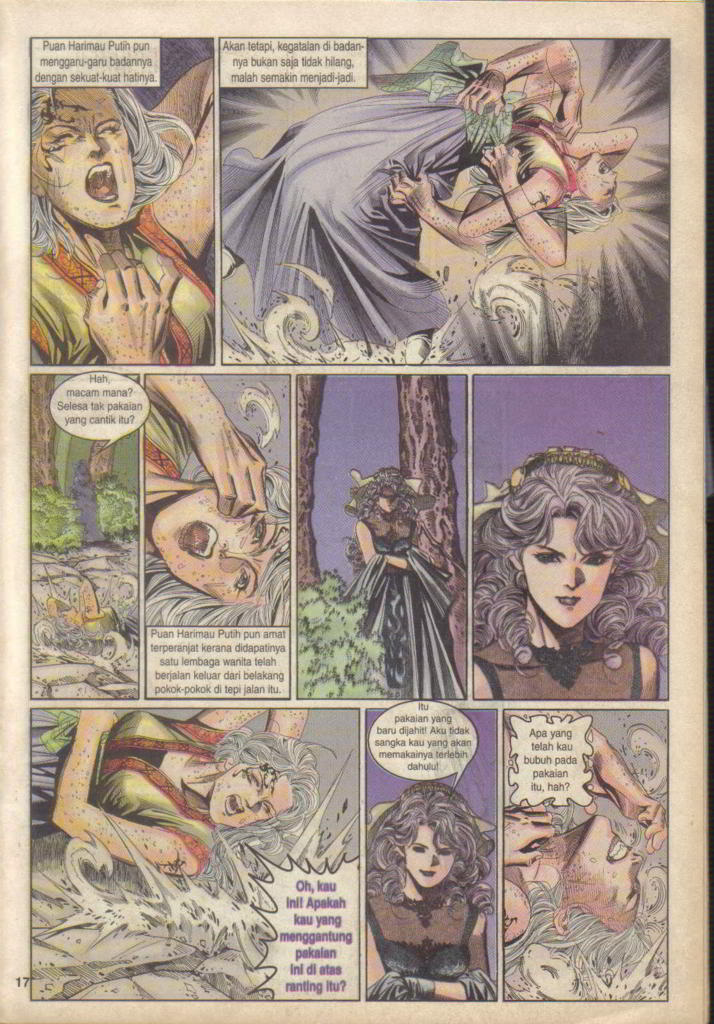 Puan Harimau Putih pun
menggaru-garu badannya
dengan sekuat-kuat hatinya.
Akan tetapi, kegatalan di badan-
nya bukan saja tidak hilang,
malah semakin menjadi-jadi.
Hah,
macam mana?
Selesa tak pakaian
yang cantik itu?
Puan Harimau Putih pun amat
terperanjat kerana didapatinya
satu lembaga wanita telah
berjalan keluar dari belakang
pokok-pokok di tepi jalan itu.
Oh, kau
ini! Apakah
kau yang
menggantung
pakaian
ini di atas
ranting itu?
Itu
pakaian yang
baru dijahit! Aku tidak
sangka kau yang akan
memakainya terlebih
dahulu!
Apa yang
telah kau
bubuh pada
pakaian
itu, hah?
17